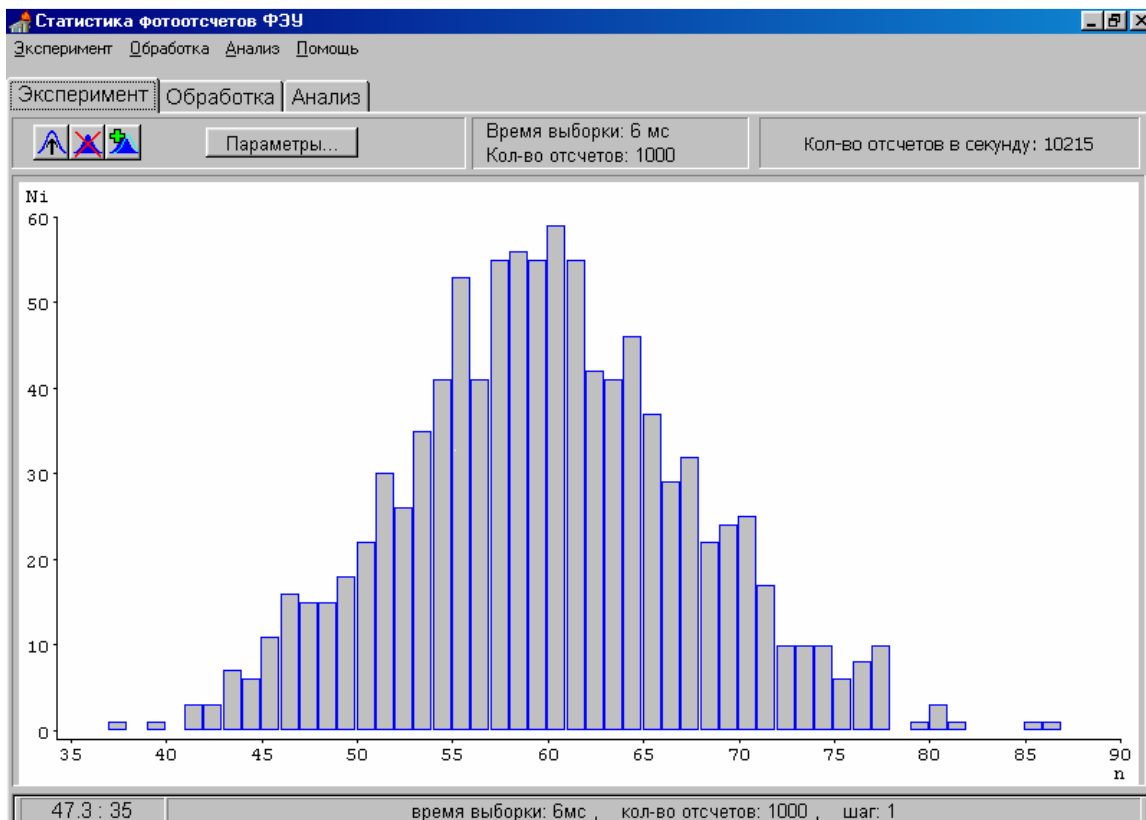 Статистика фотоотсчетов ФЭУ
Эксперимент Обработка Анализ Помощь
Эксперимент Обработка Анализ
Параметры...
Время выборки: 6 мс
Кол-во отсчетов: 1000
Кол-во отсчетов в секунду: 10215
Ni
60
50
40
30
20
10
0
35 40 45 50 55 60 65 70 75 80 85 90
n
47.3 : 35
время выборки: 6мс , кол-во отсчетов: 1000 , шаг: 1